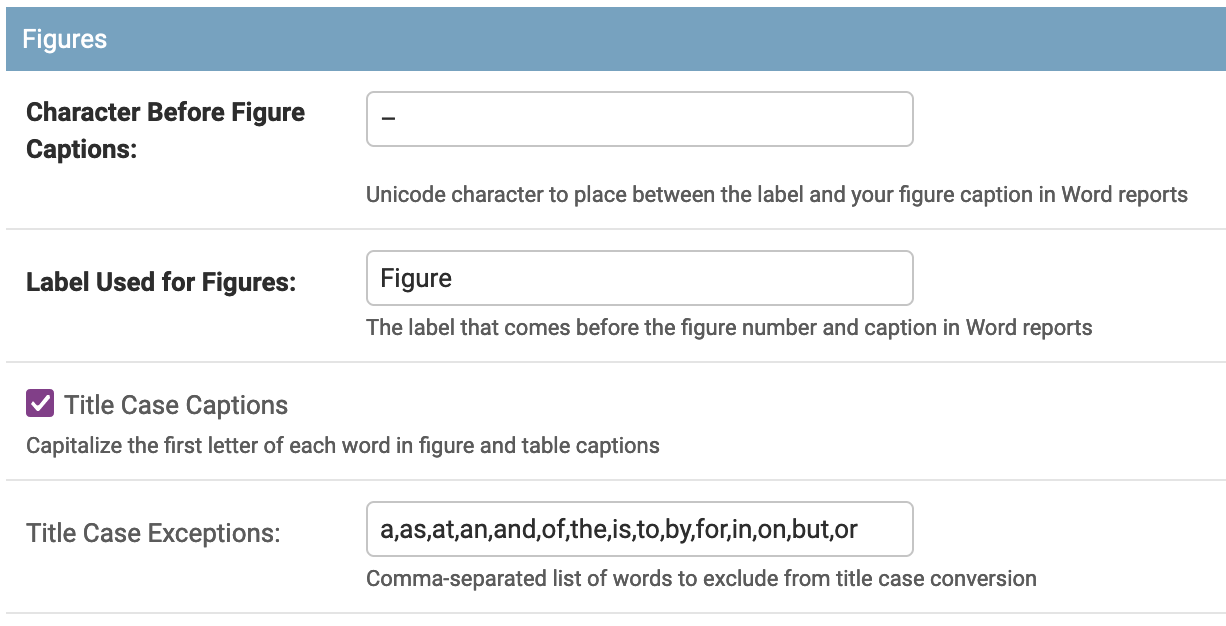 Figures
Character Before Figure
Captions:
–
Unicode character to place between the label and your figure caption in Word reports
Label Used for Figures:
Figure
The label that comes before the figure number and caption in Word reports
Title Case Captions
Capitalize the first letter of each word in figure and table captions
Title Case Exceptions:
a,as,at,an,and,of,the,is,to,by,for,in,on,but,or
Comma-separated list of words to exclude from title case conversion